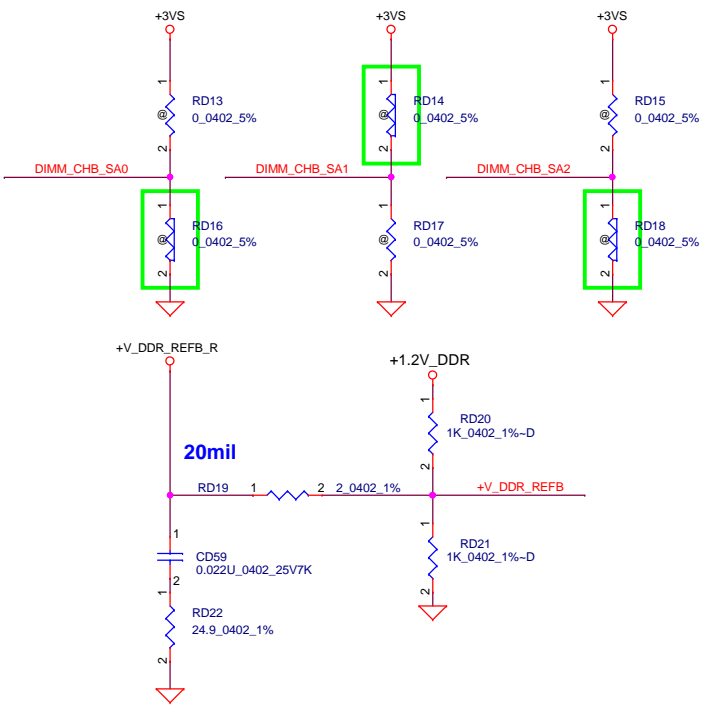 +3VS
+3VS
+3VS
1
RD13
0_0402_5%
@
2
1
RD14
0_0402_5%
@
2
1
RD15
0_0402_5%
@
2
DIMM_CHB_SA0
DIMM_CHB_SA1
DIMM_CHB_SA2
1
RD16
0_0402_5%
@
2
1
RD17
0_0402_5%
@
2
1
RD18
0_0402_5%
@
2
+V_DDR_REFB_R
+1.2V_DDR
1
RD20
1K_0402_1%~D
2
20mil
RD19 1 2 2_0402_1%
+V_DDR_REFB
1
CD59
0.022U_0402_25V7K
2
1
RD21
1K_0402_1%~D
2
1
RD22
24.9_0402_1%
2